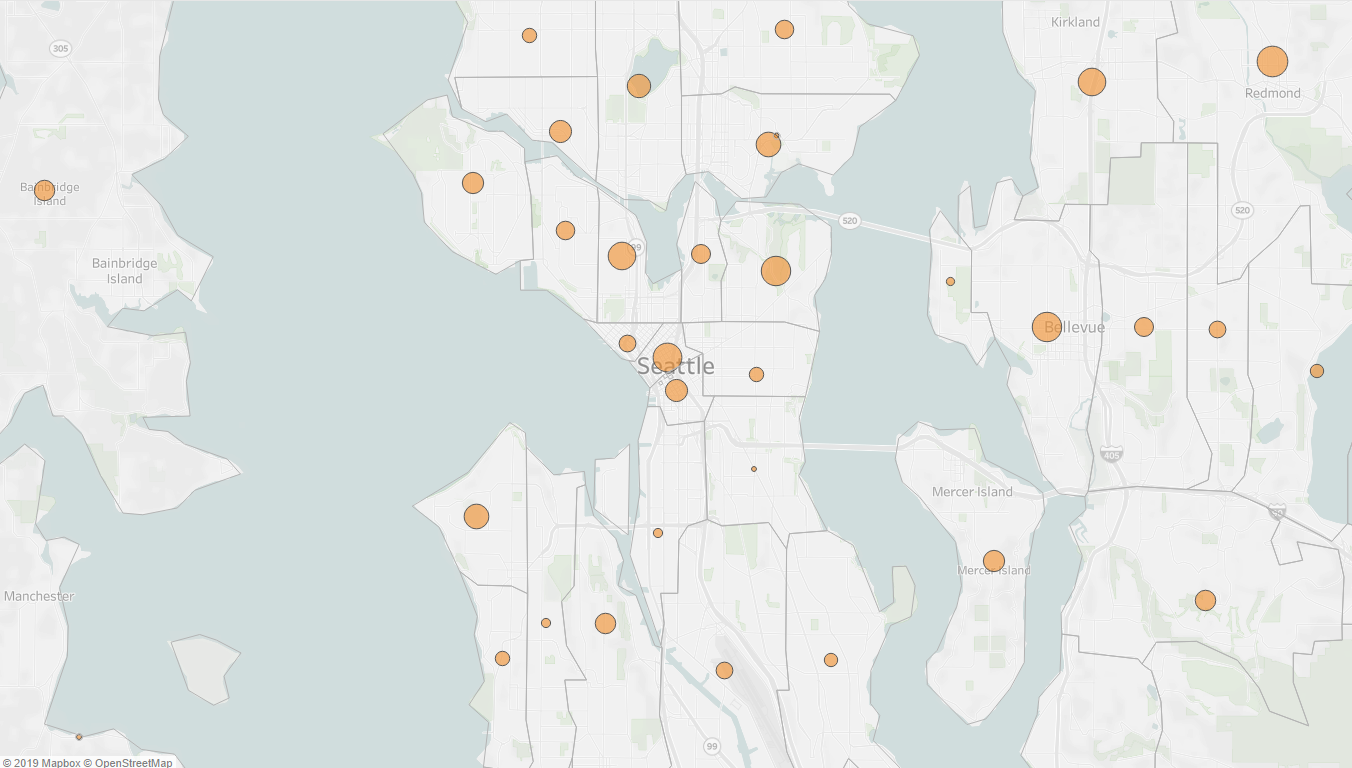 Kirkland
305
Redmond
Bainbridge
Island
520
520
99
Bainbridge
Island
Bellevue
Seattle
405
Mercer Island
Mercer Island
Manchester
99
© 2019 Mapbox © OpenStreetMap